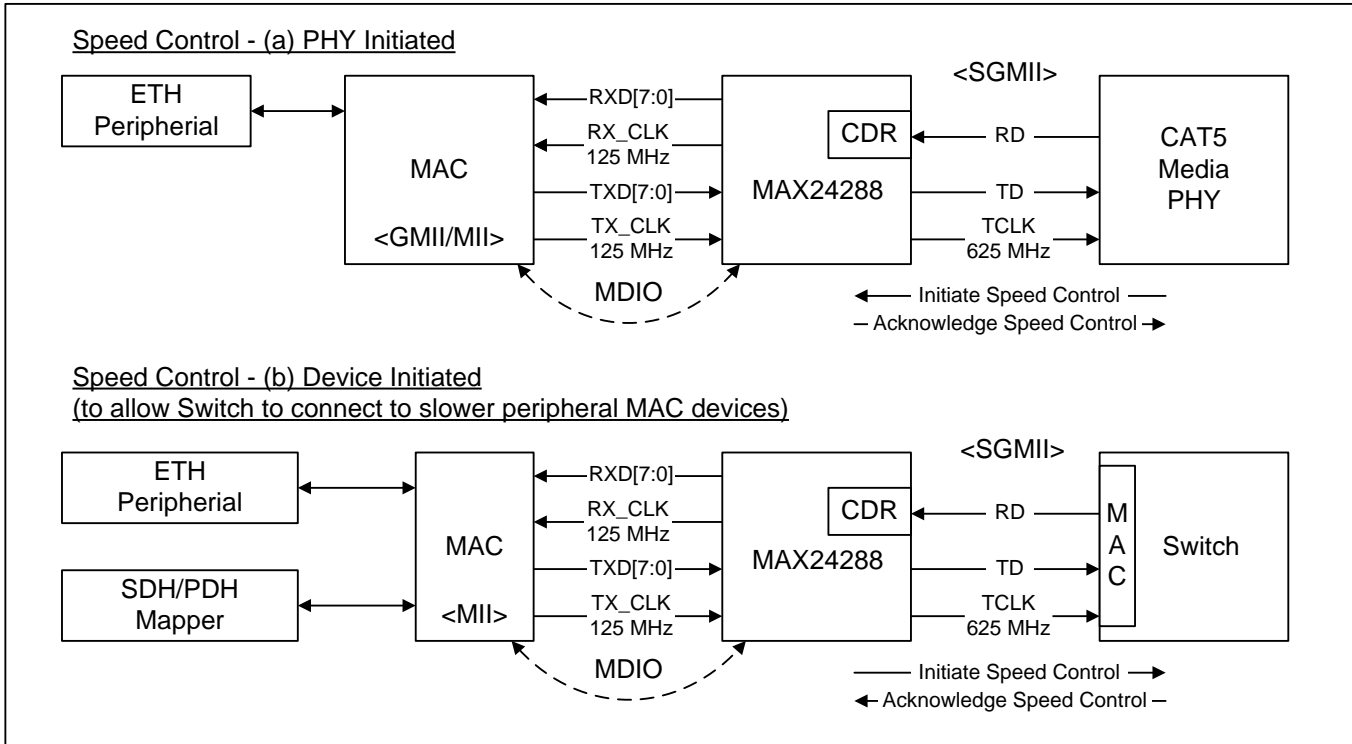 Speed Control - (a) PHY Initiated
ETH
Peripherial
MAC
<GMII/MII>
RXD[7:0]
RX_CLK
125 MHz
TXD[7:0]
TX_CLK
125 MHz
MDIO
CDR
MAX24288
<SGMII>
RD
TD
TCLK
625 MHz
CAT5
Media
PHY
Initiate Speed Control
Acknowledge Speed Control
Speed Control - (b) Device Initiated
(to allow Switch to connect to slower peripheral MAC devices)
ETH
Peripherial
SDH/PDH
Mapper
MAC
<MII>
RXD[7:0]
RX_CLK
125 MHz
TXD[7:0]
TX_CLK
125 MHz
MDIO
CDR
MAX24288
<SGMII>
RD
TD
TCLK
625 MHz
M
A
C
Switch
Initiate Speed Control
Acknowledge Speed Control